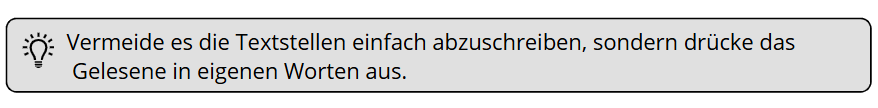 Vermeide es die Textstellen einfach abzuschreiben, sondern drücke das
Gelesene in eigenen Worten aus.